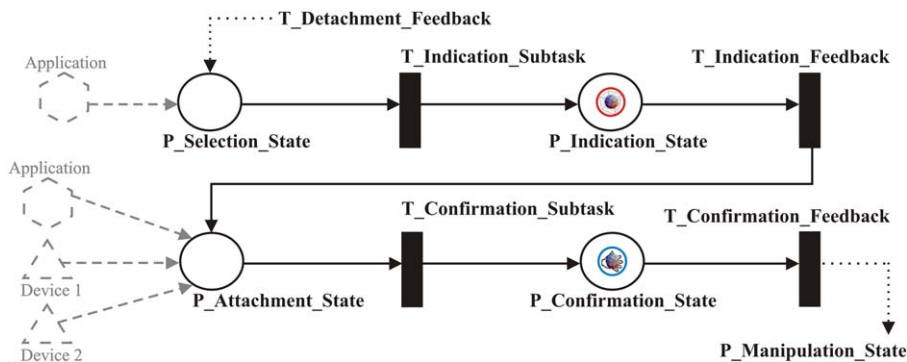 T_Detachment_Feedback
Application
T_Indication_Subtask
T_Indication_Feedback
P_Selection_State
P_Indication_State
Application
T_Confirmation_Subtask
T_Confirmation_Feedback
Device 1
P_Attachment_State
P_Confirmation_State
Device 2
P_Manipulation_State